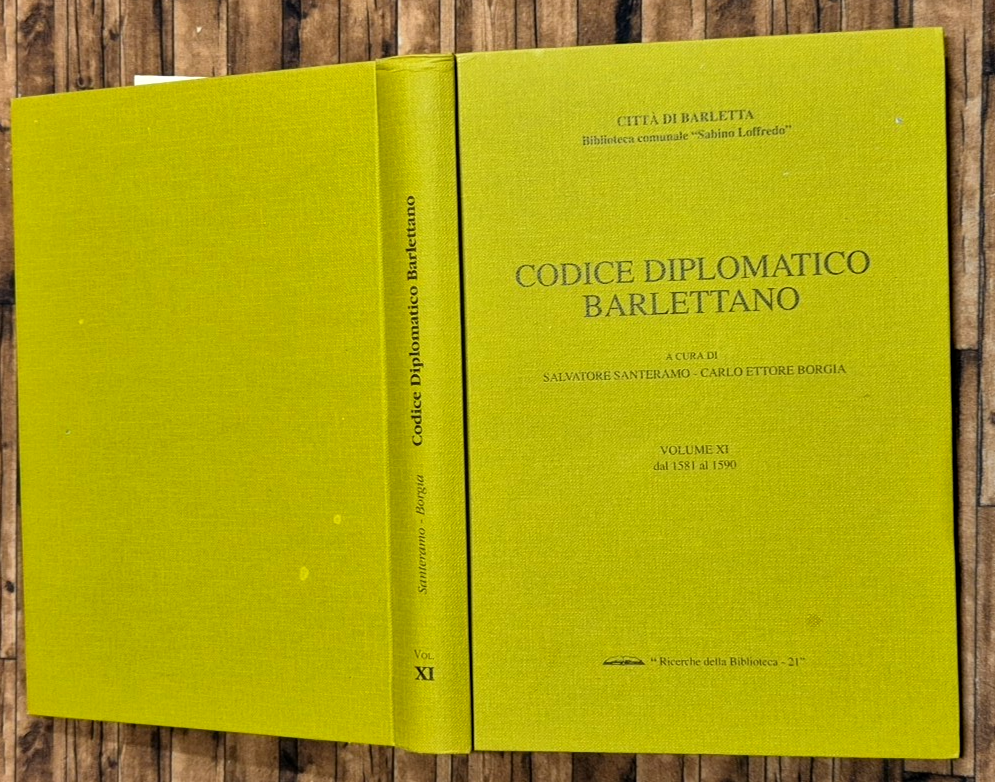 Codice Diplomatico Barlettano
Santeramo - Borgia
VOL.
XI
CITTÀ DI BARLETTA
Biblioteca comunale “Sabino Loffredo”
CODICE DIPLOMATICO
BARLETTANO
A CURA DI
SALVATORE SANTERAMO - CARLO ETTORE BORGIA
VOLUME XI
dal 1581 al 1590
“ Ricerche della Biblioteca - 21”